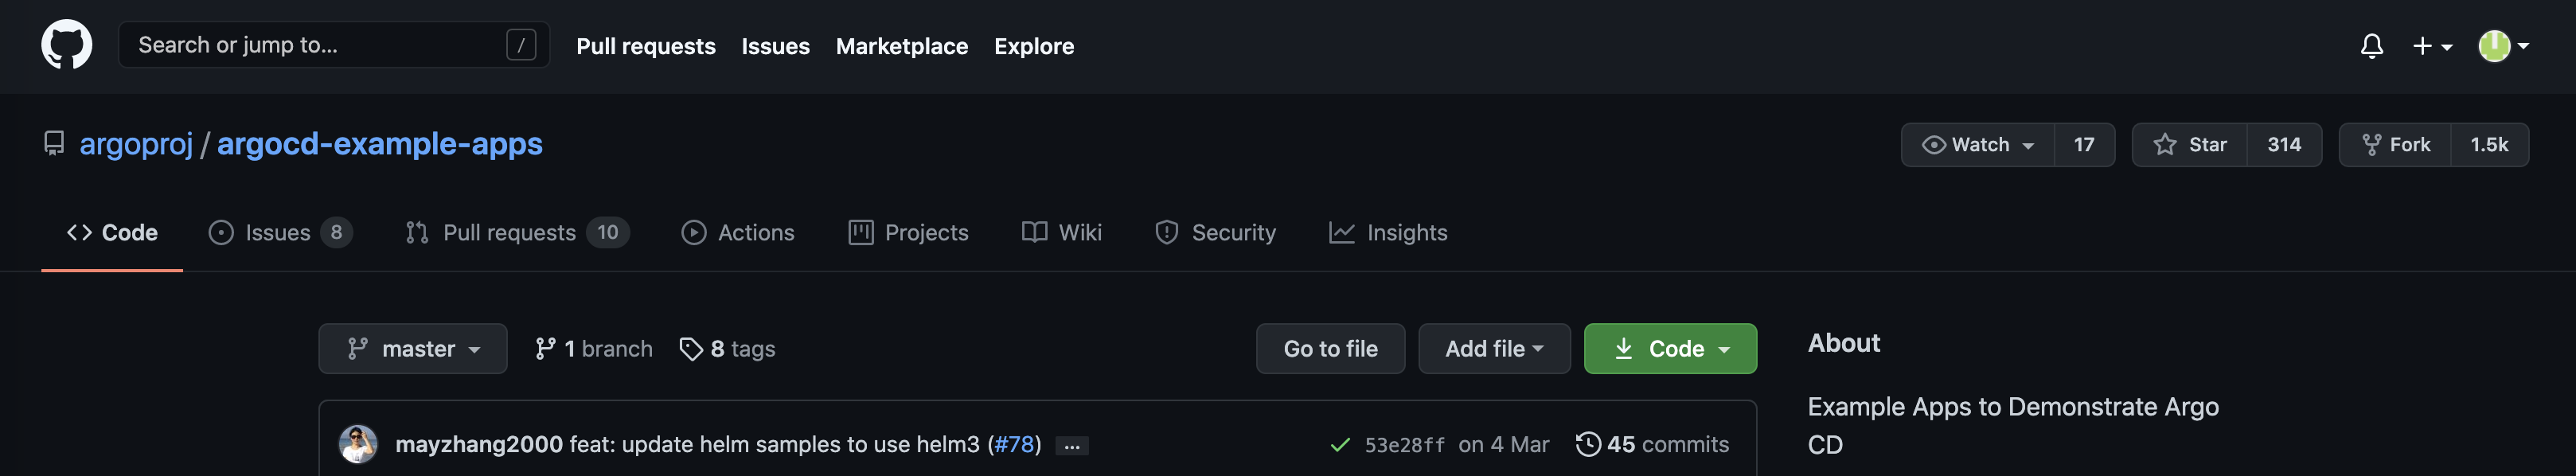 Search or jump to... / Pull requests Issues Marketplace Explore
argoproj / argocd-example-apps Watch 17 Star 314 Fork 1.5k
Code Issues 8 Pull requests 10 Actions Projects Wiki Security Insights
master 1 branch 8 tags Go to file Add file Code
About
Example Apps to Demonstrate Argo
CD
mayzhang2000 feat: update helm samples to use helm3 (#78) ... 53e28ff on 4 Mar 45 commits